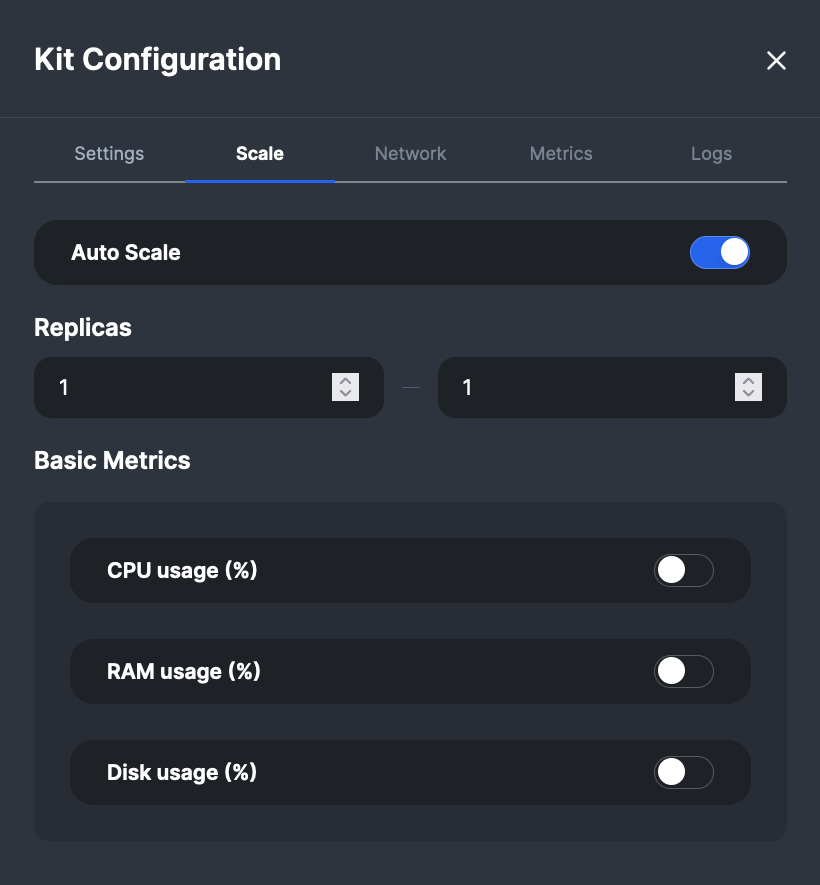 Kit Configuration
Settings Scale Network Metrics Logs
Auto Scale
Replicas
1 — 1
Basic Metrics
CPU usage (%)
RAM usage (%)
Disk usage (%)